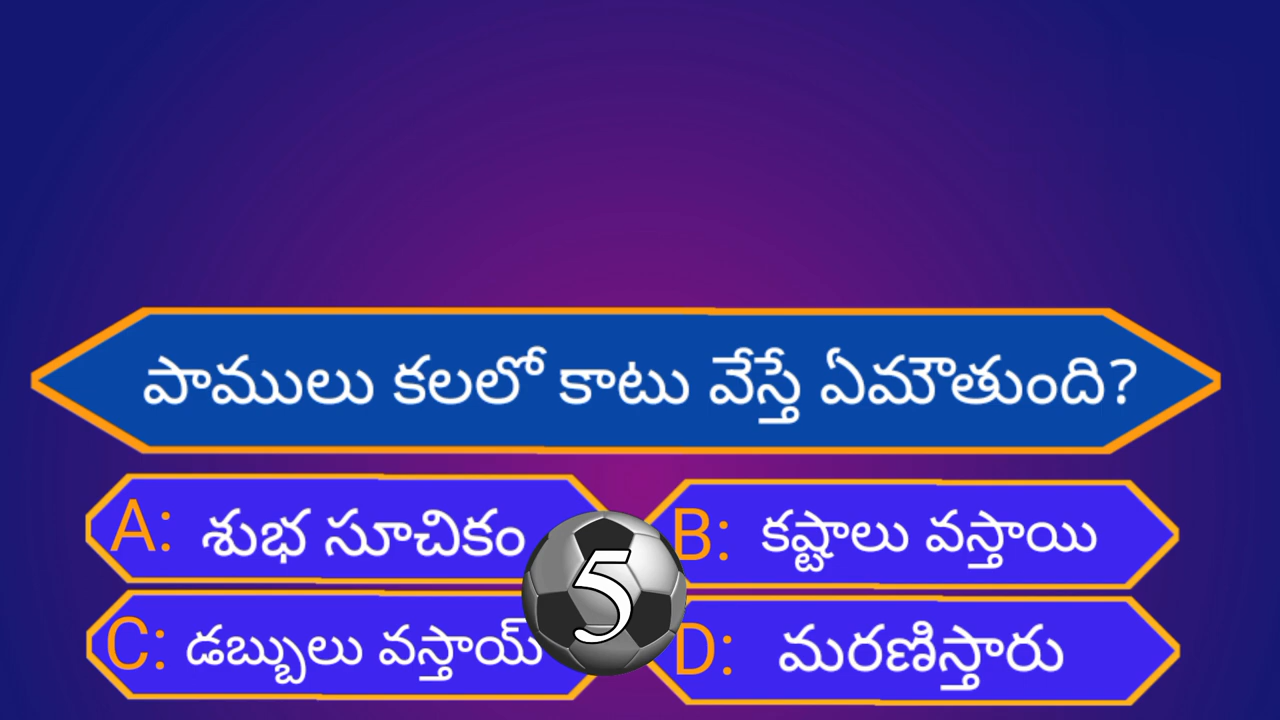 పాములు కలలో కాటు వేస్తే ఏమౌతుంది?
A: శుభ సూచికం
B: కష్టాలు వస్తాయి
5
C: డబ్బులు వస్తాయ్
D: మరణిస్తారు